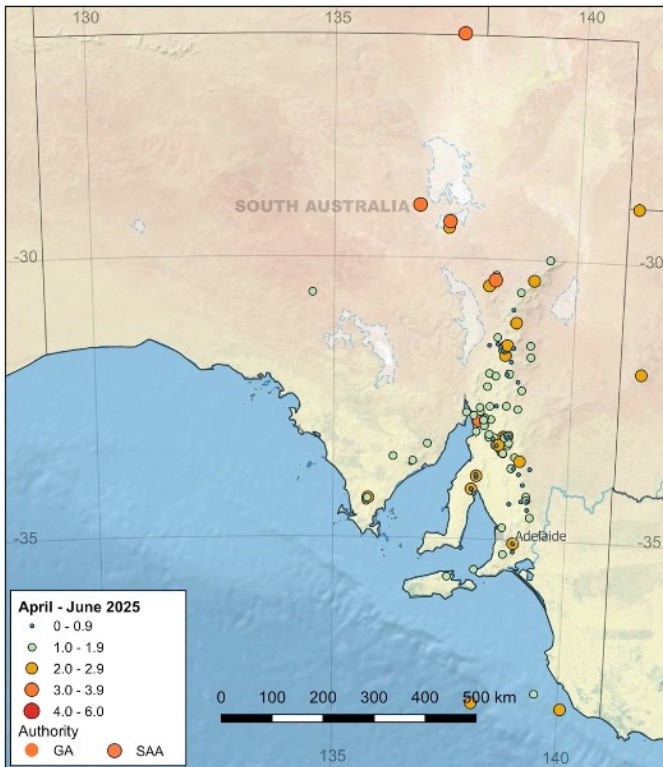 130
135
140
SOUTH AUSTRALIA
-30
-30
-35
-35
Adelaide
April - June 2025
0 - 0.9
1.0 - 1.9
2.0 - 2.9
3.0 - 3.9
4.0 - 6.0
Authority
GA SAA
0 100 200 300 400 500 km
135
140